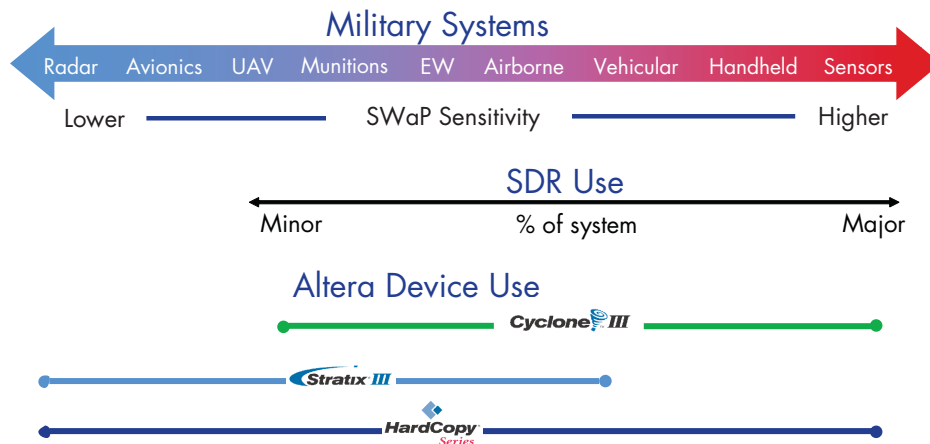 Military Systems
Radar Avionics UAV Munitions EW Airborne Vehicular Handheld Sensors
Lower SWaP Sensitivity Higher
SDR Use
Minor % of system Major
Altera Device Use
Cyclone III
Stratix III
HardCopy
Series